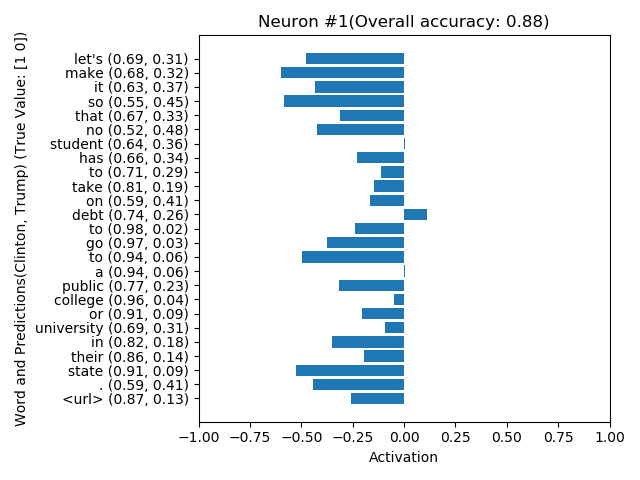 Neuron #1(Overall accuracy: 0.88)
Word and Predictions(Clinton, Trump) (True Value: [1 0])
let's (0.69, 0.31)
make (0.68, 0.32)
it (0.63, 0.37)
so (0.55, 0.45)
that (0.67, 0.33)
no (0.52, 0.48)
student (0.64, 0.36)
has (0.66, 0.34)
to (0.71, 0.29)
take (0.81, 0.19)
on (0.59, 0.41)
debt (0.74, 0.26)
to (0.98, 0.02)
go (0.97, 0.03)
to (0.94, 0.06)
a (0.94, 0.06)
public (0.77, 0.23)
college (0.96, 0.04)
or (0.91, 0.09)
university (0.69, 0.31)
in (0.82, 0.18)
their (0.86, 0.14)
state (0.91, 0.09)
. (0.59, 0.41)
<url> (0.87, 0.13)
−1.00 −0.75 −0.50 −0.25 0.00 0.25 0.50 0.75 1.00
Activation